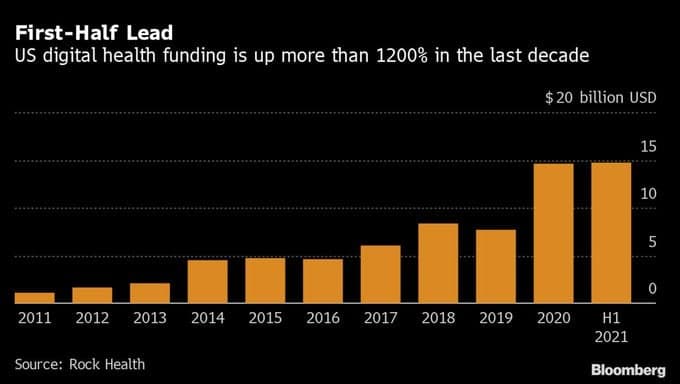 First-Half Lead
US digital health funding is up more than 1200% in the last decade
$20 billion USD
15
10
5
0
2011 2012 2013 2014 2015 2016 2017 2018 2019 2020 H1
2021
Source: Rock Health
Bloomberg